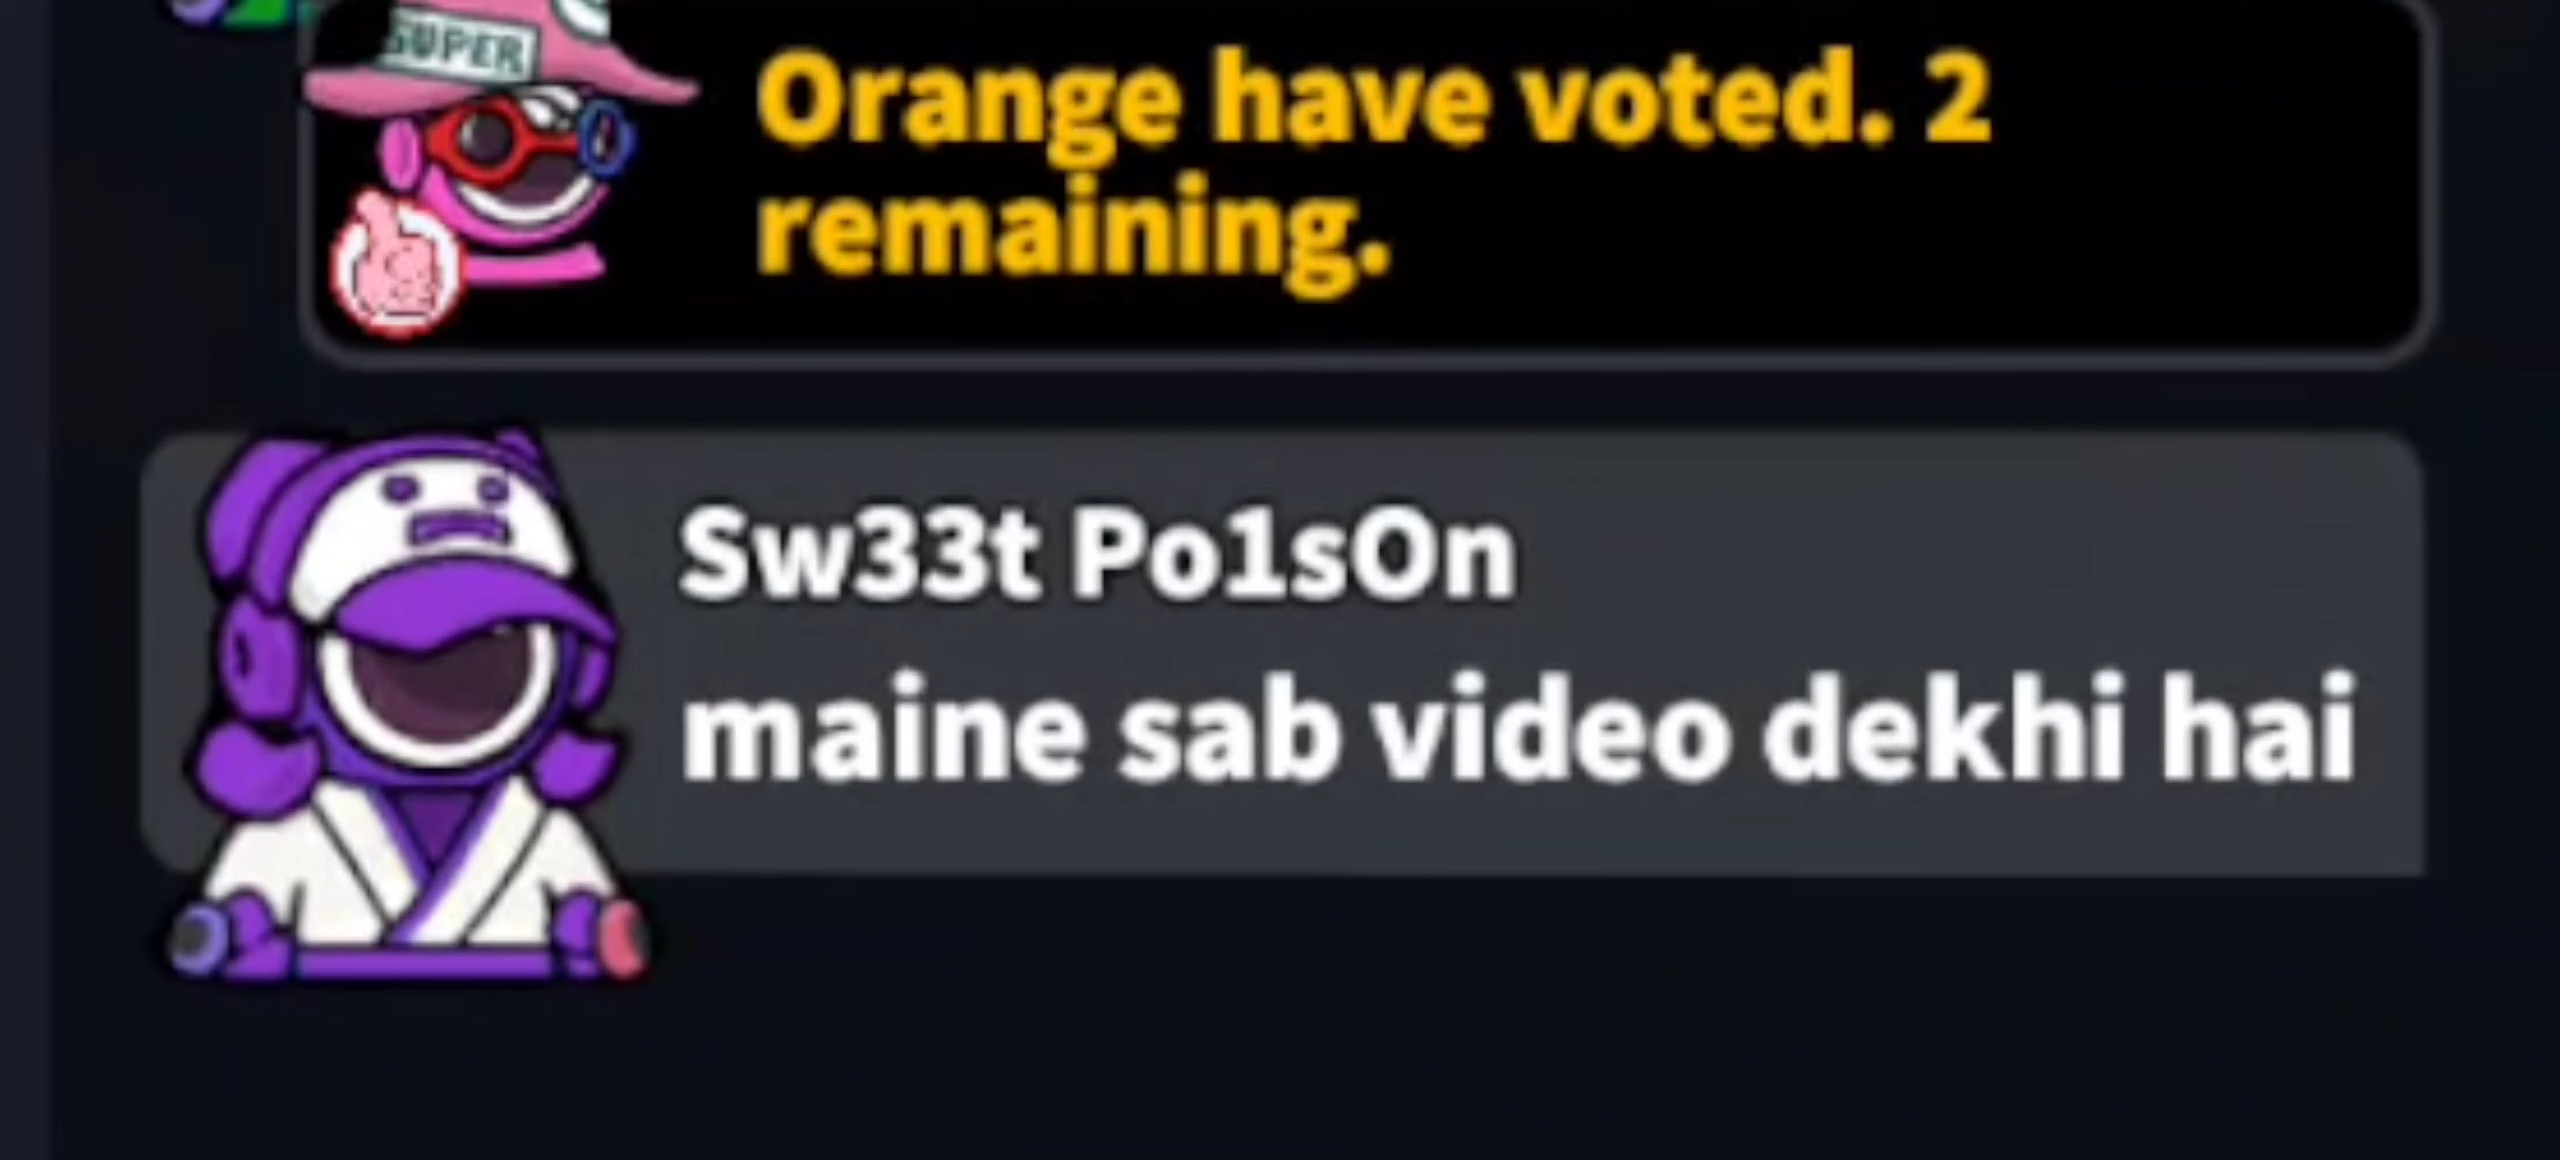 SUPER
Orange have voted. 2
remaining.
Sw33t Po1sOn
maine sab video dekhi hai